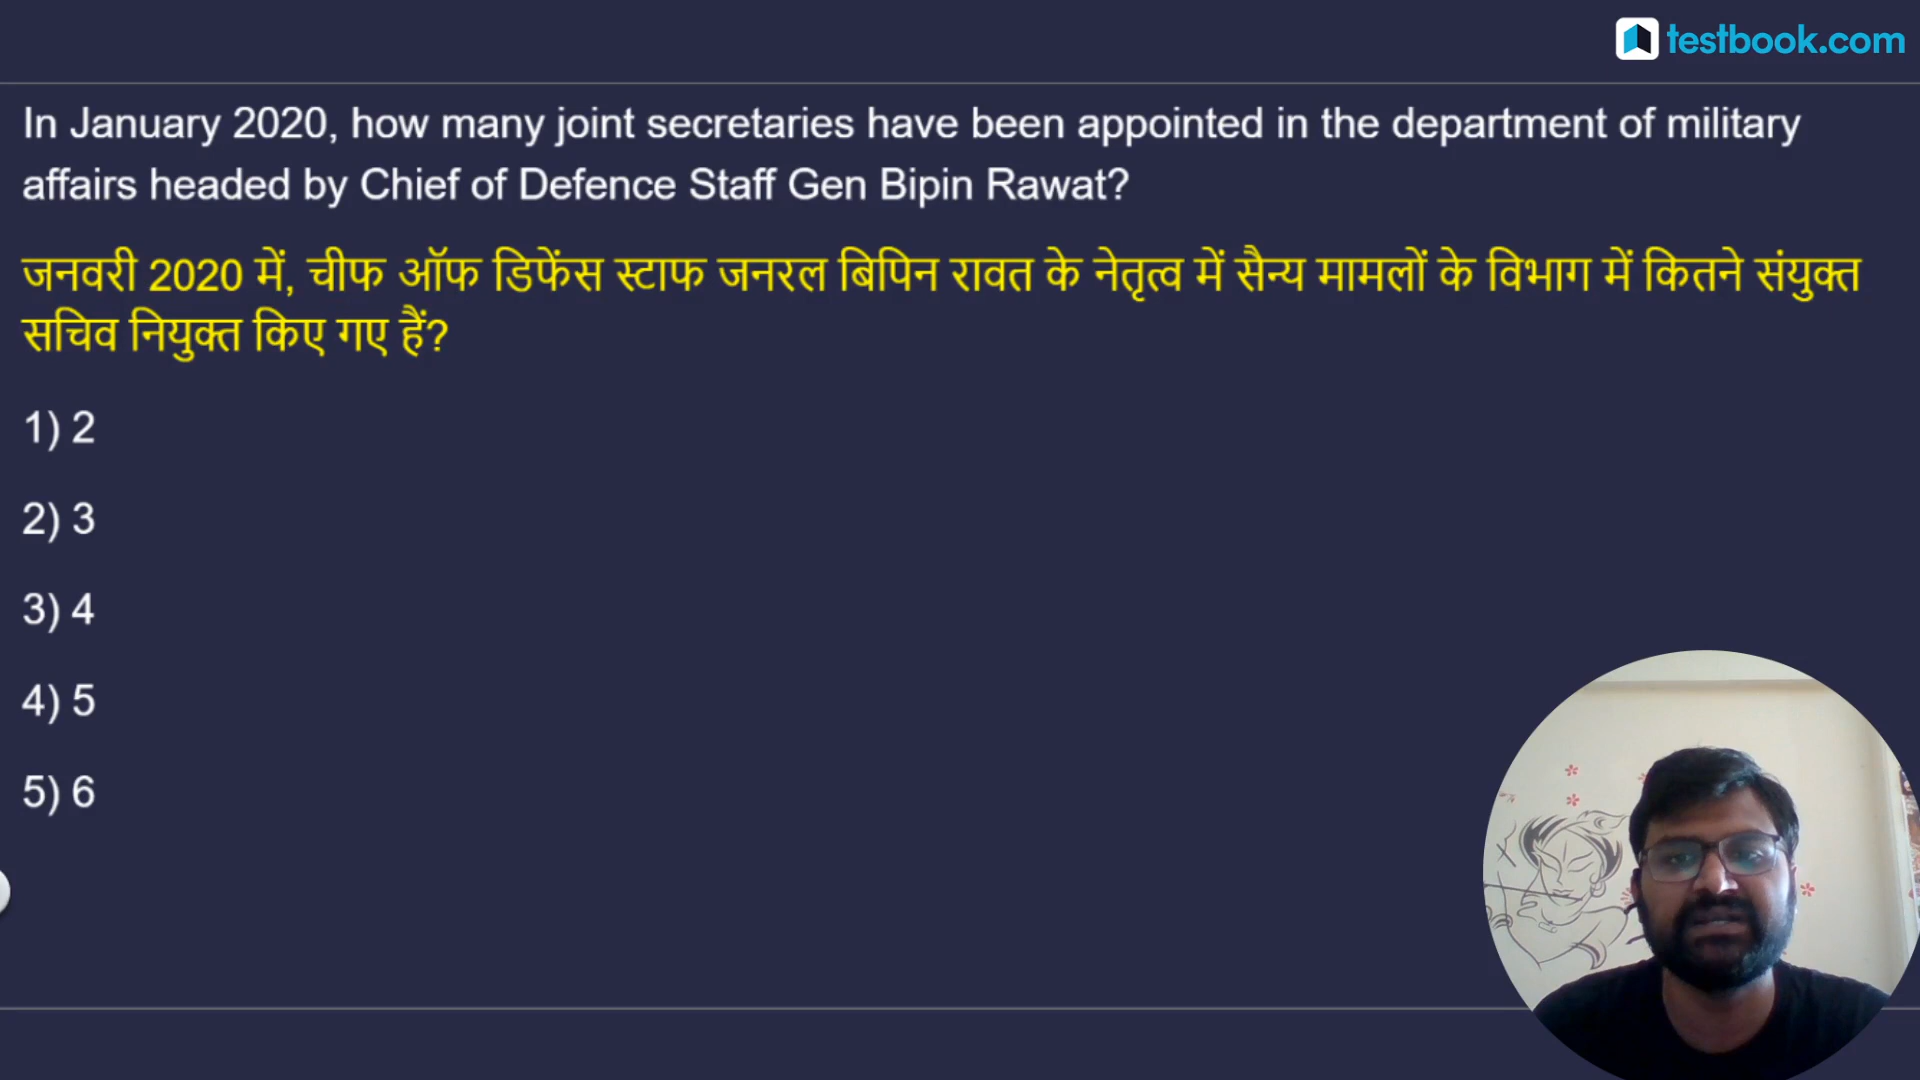 testbook.com
In January 2020, how many joint secretaries have been appointed in the department of military
affairs headed by Chief of Defence Staff Gen Bipin Rawat?
जनवरी 2020 में, चीफ ऑफ डिफेंस स्टाफ जनरल बिपिन रावत के नेतृत्व में सैन्य मामलों के विभाग में कितने संयुक्त
सचिव नियुक्त किए गए हैं?
1) 2
2) 3
3) 4
4) 5
5) 6